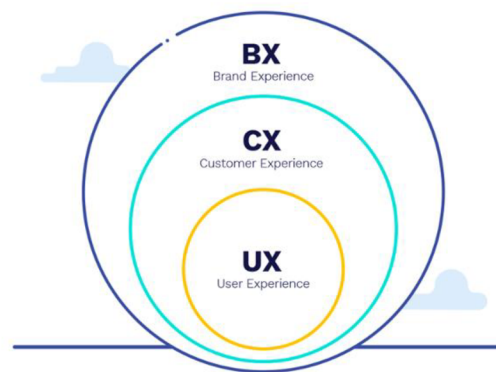 BX
Brand Experience
CX
Customer Experience
UX
User Experience